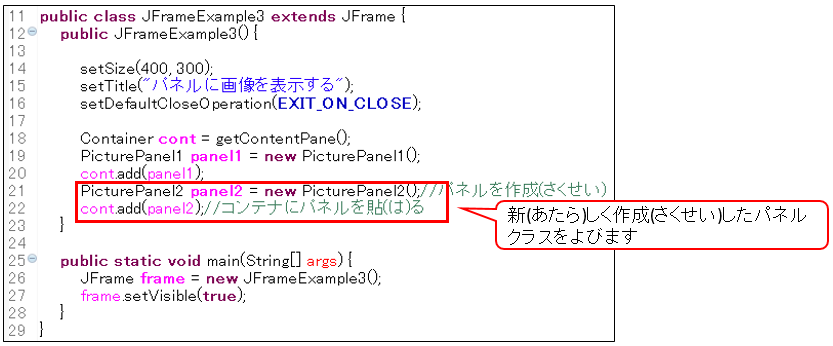 11 public class JFrameExample3 extends JFrame {
12 public JFrameExample3() {
13
14 setSize(400, 300);
15 setTitle("パネルに画像を表示する");
16 setDefaultCloseOperation(EXIT_ON_CLOSE);
17
18 Container cont = getContentPane();
19 PicturePanel1 panel1 = new PicturePanel1();
20 cont.add(panel1);
21 PicturePanel2 panel2 = new PicturePanel2();//パネルを作成(さくせい)
22 cont.add(panel2);//コンテナにパネルを貼(は)る
23 }
24
25 public static void main(String[] args) {
26 JFrame frame = new JFrameExample3();
27 frame.setVisible(true);
28 }
29 }
新(あたら)しく作成(さくせい)したパネル
クラスをよびます